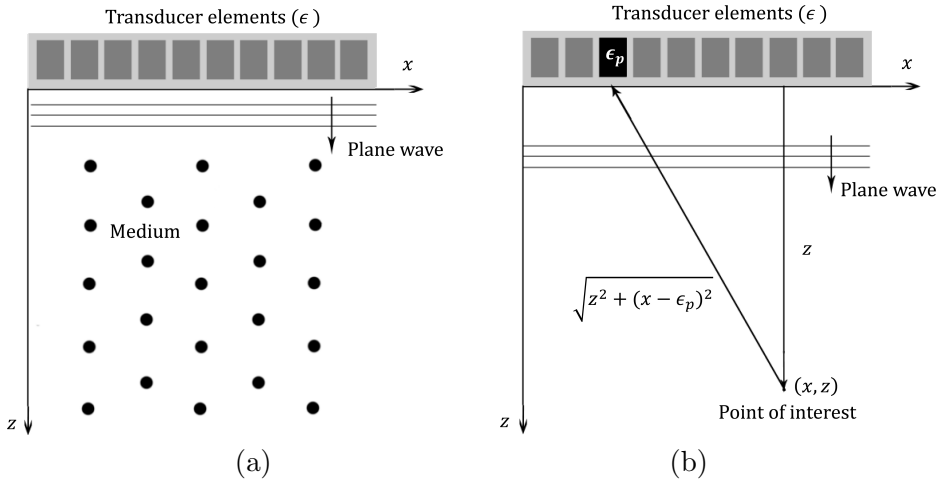 Transducer elements (ϵ)
x
Plane wave
Medium
z
(a)
Transducer elements (ϵ)
ϵₚ
x
Plane wave
z
√(z² + (x − ϵₚ)²)
(x, z)
Point of interest
z
(b)